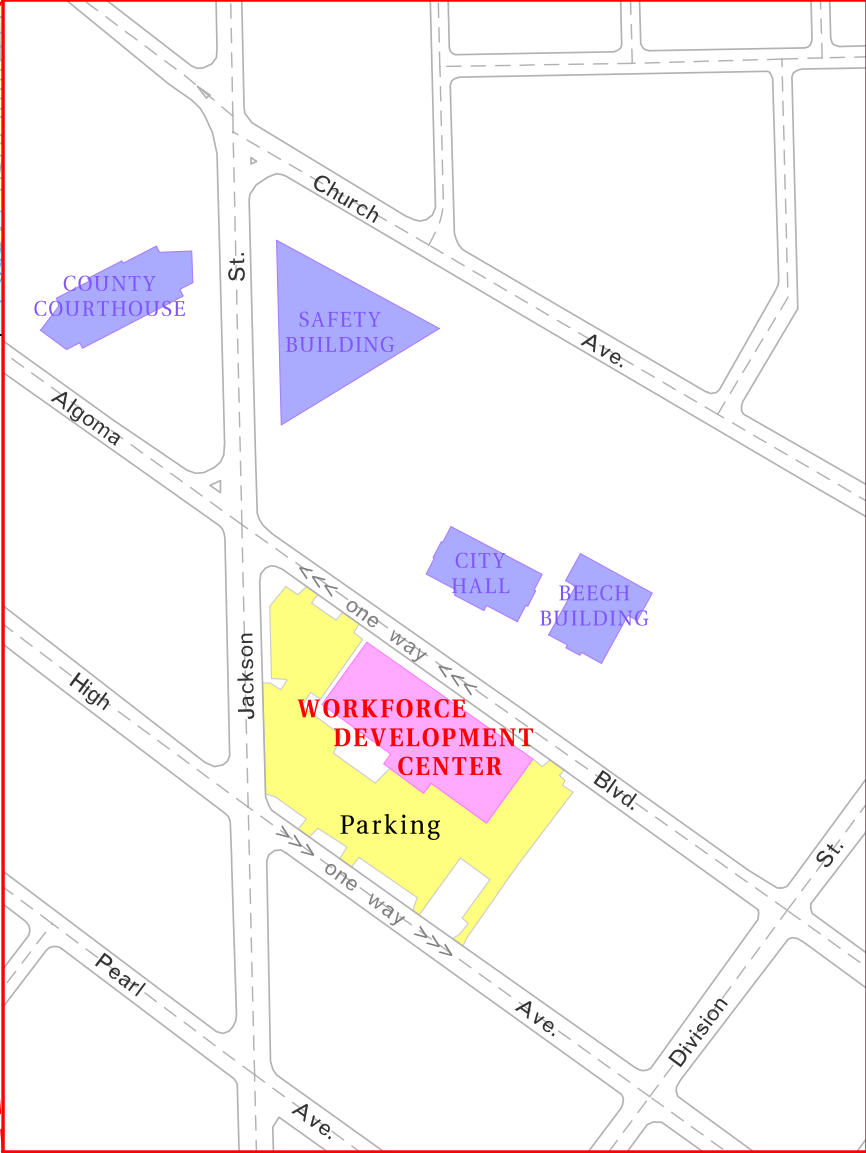 Church
Ave.
St.
COUNTY
COURTHOUSE
SAFETY
BUILDING
Algoma
CITY
HALL
BEECH
BUILDING
<<< one way <<<
Jackson
High
WORKFORCE
DEVELOPMENT
CENTER
Blvd.
Parking
St.
>>> one way >>>
Pearl
Ave.
Division
Ave.